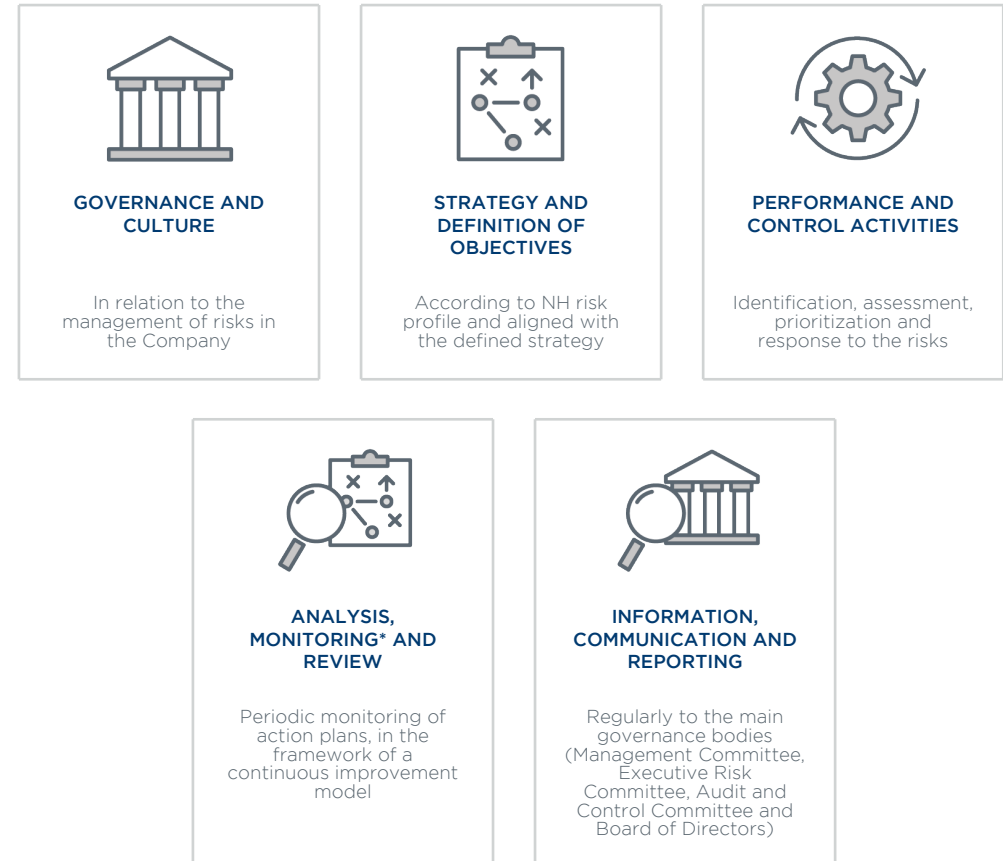 GOVERNANCE AND
CULTURE
In relation to the
management of risks in
the Company
STRATEGY AND
DEFINITION OF
OBJECTIVES
According to NH risk
profile and aligned with
the defined strategy
PERFORMANCE AND
CONTROL ACTIVITIES
Identification, assessment,
prioritization and
response to the risks
ANALYSIS,
MONITORING* AND
REVIEW
Periodic monitoring of
action plans, in the
framework of a
continuous improvement
model
INFORMATION,
COMMUNICATION AND
REPORTING
Regularly to the main
governance bodies
(Management Committee,
Executive Risk
Committee, Audit and
Control Committee and
Board of Directors)